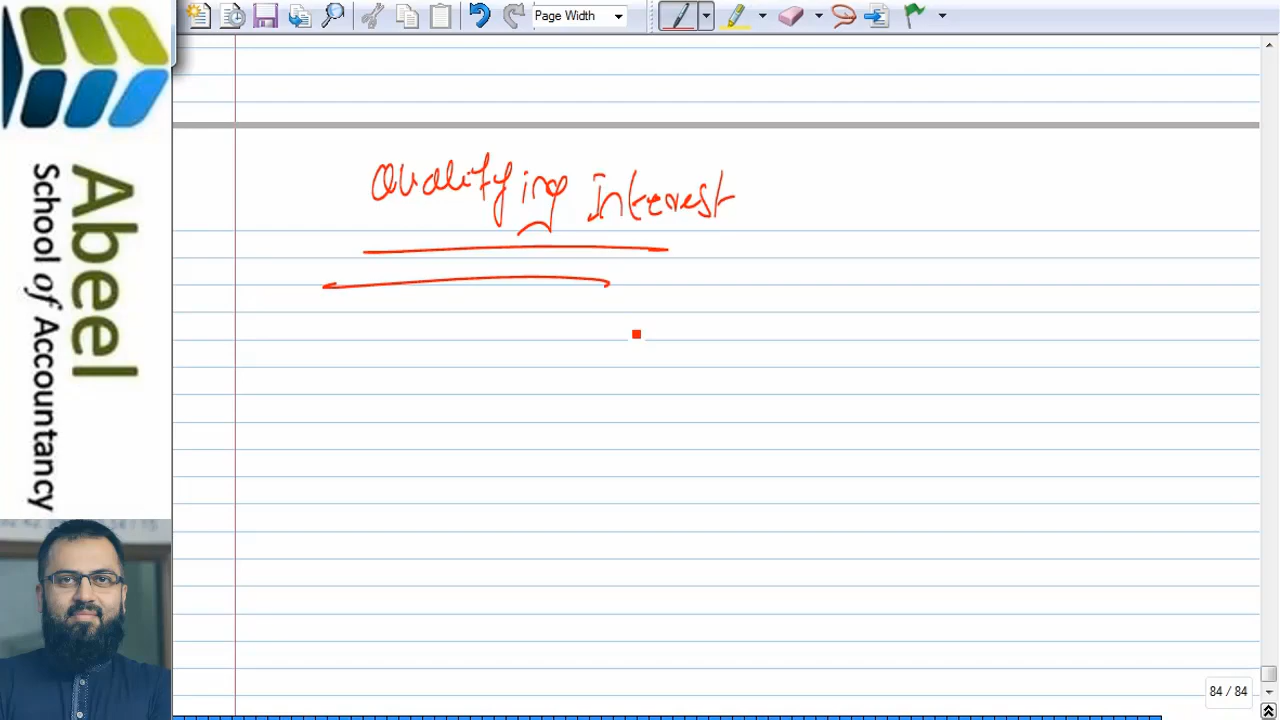 Page Width
Abeel
School of Accountancy
Qualifying Interest
84 / 84